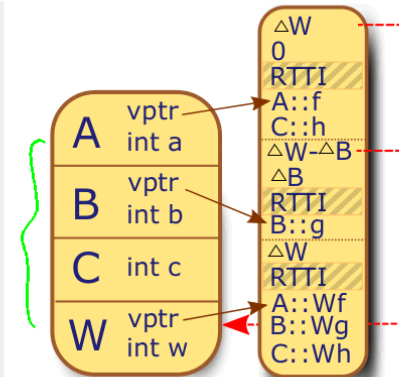 A
vptr
int a
B
vptr
int b
C
int c
W
vptr
int w
△W
0
RTTI
A::f
C::h
△W-△B
△B
RTTI
B::g
△W
RTTI
A::Wf
B::Wg
C::Wh